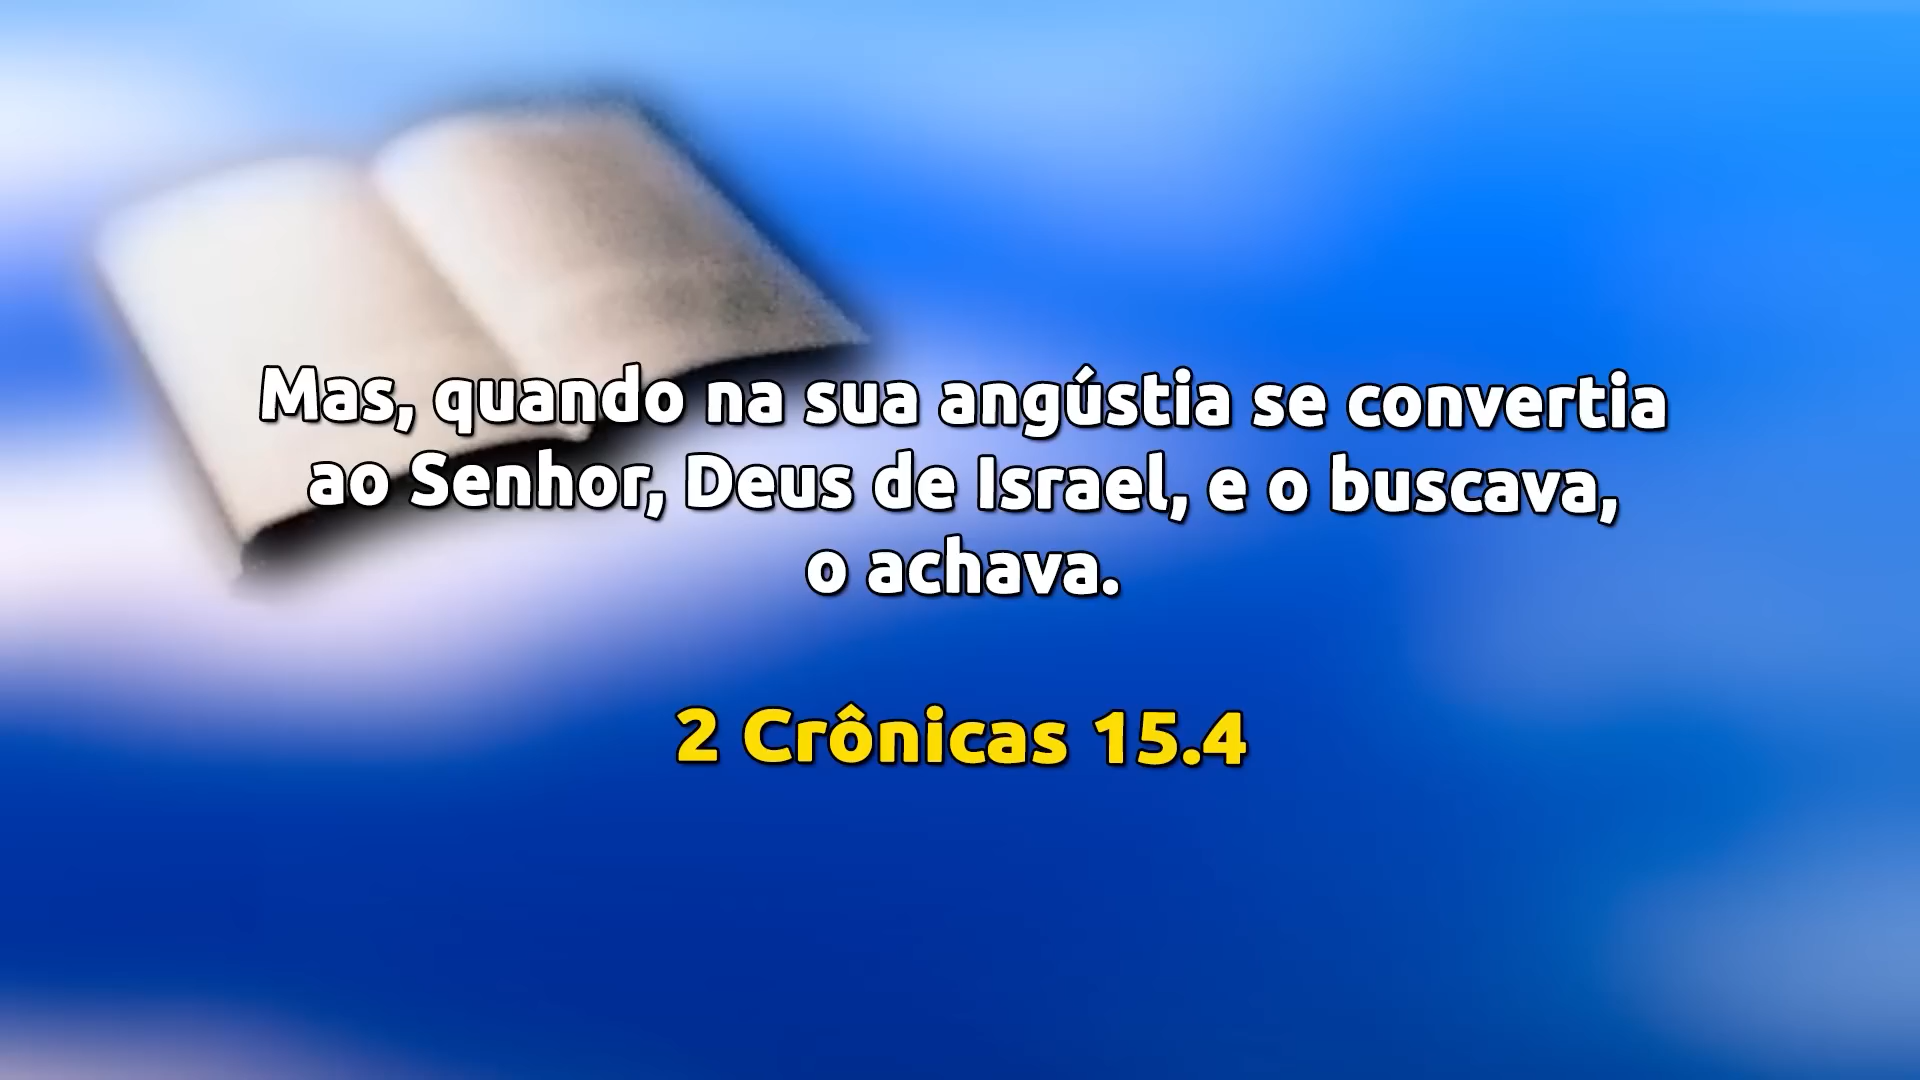 Mas, quando na sua angústia se convertia
ao Senhor, Deus de Israel, e o buscava,
o achava.
2 Crônicas 15.4